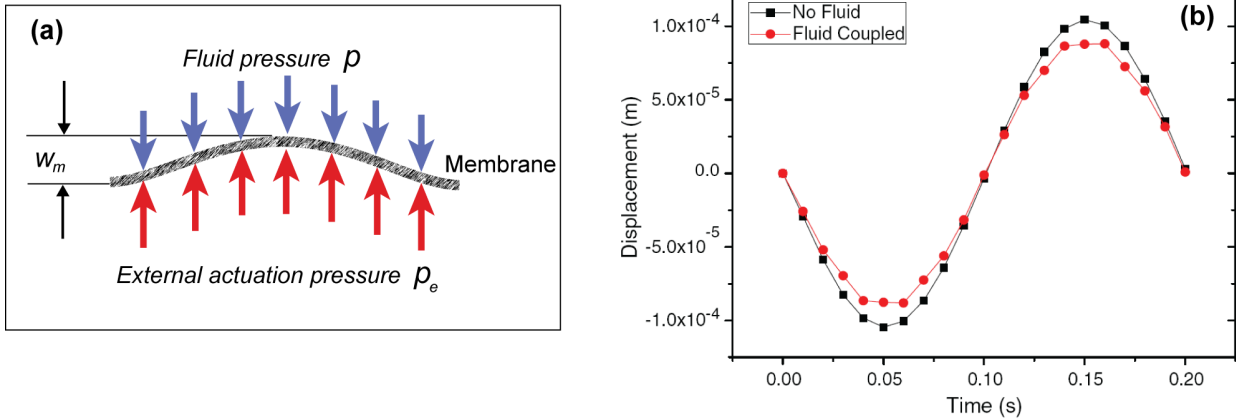 (a)
Fluid pressure p
w_m
Membrane
External actuation pressure p_e
(b)
No Fluid
Fluid Coupled
1.0x10⁻⁴
5.0x10⁻⁵
0.0
-5.0x10⁻⁵
-1.0x10⁻⁴
Displacement (m)
0.00 0.05 0.10 0.15 0.20
Time (s)